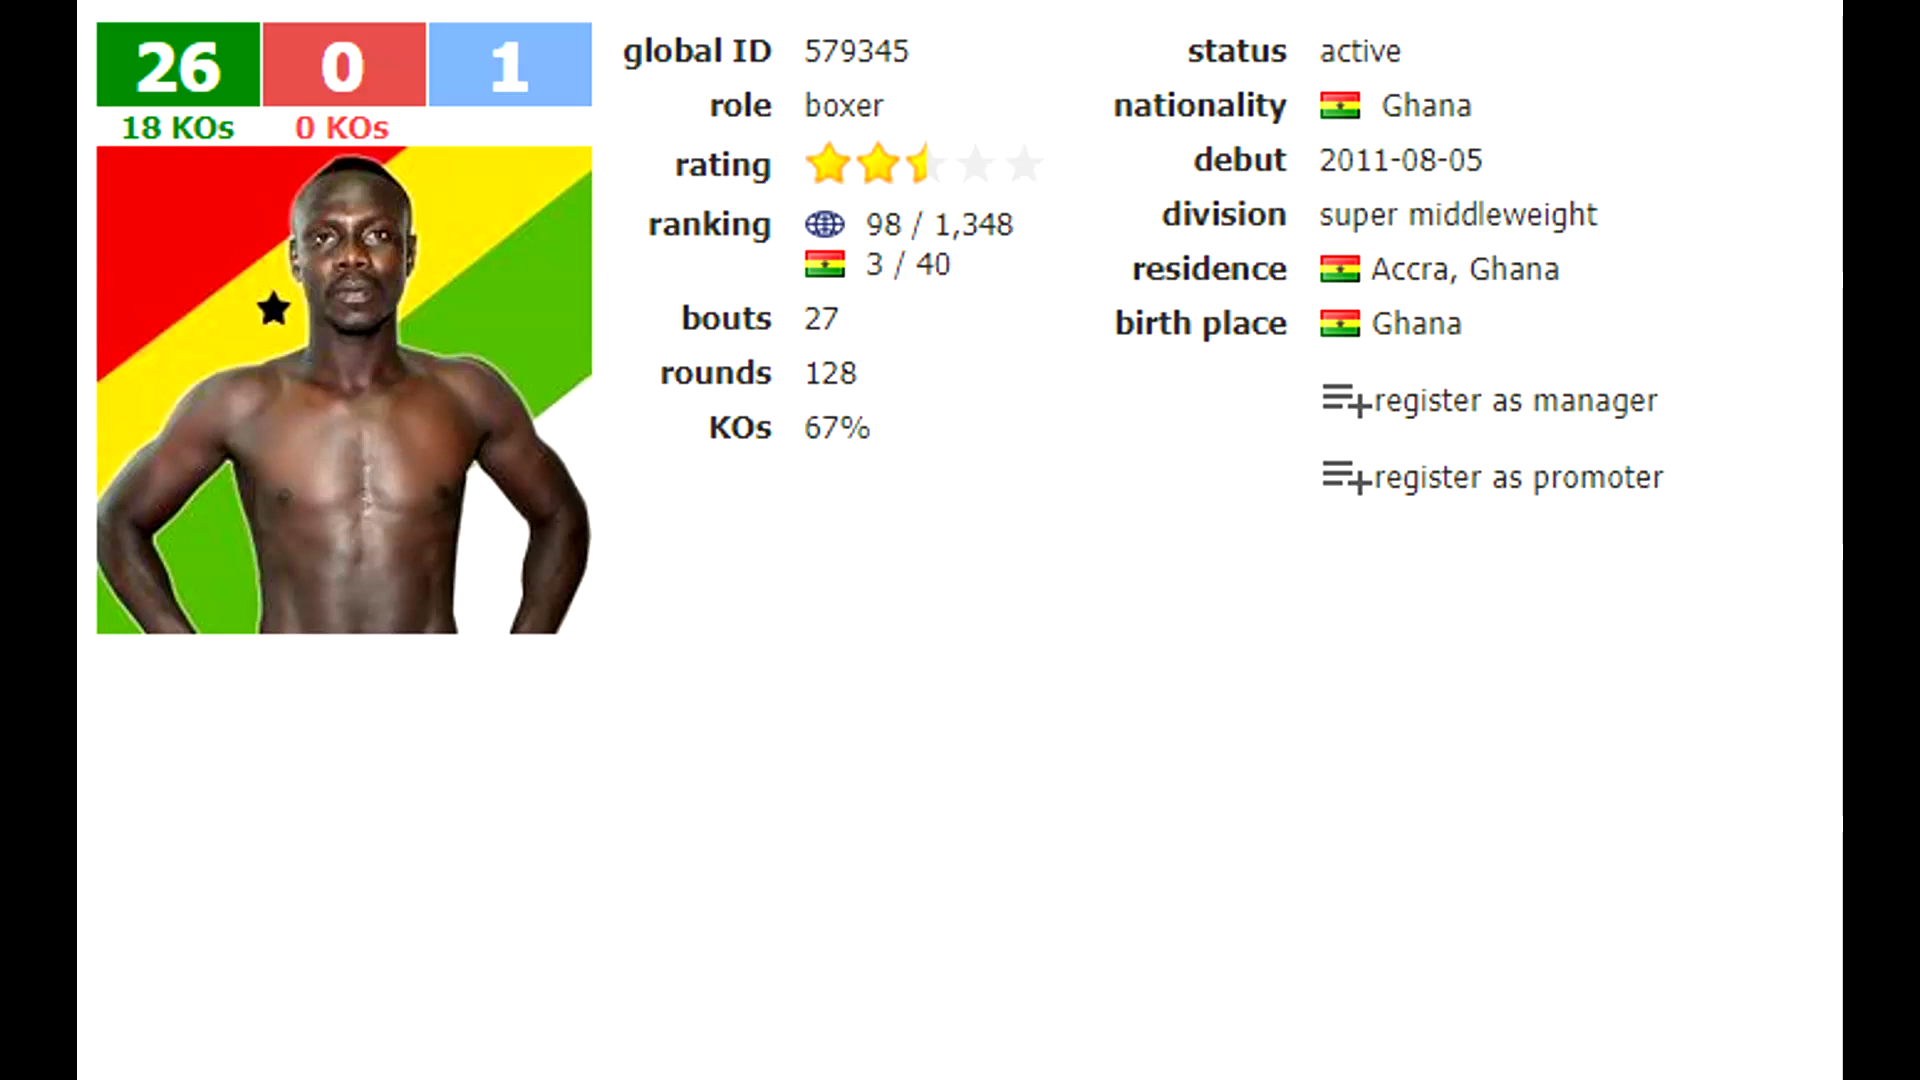 26 0 1
18 KOs 0 KOs
global ID 579345
role boxer
rating
ranking 98 / 1,348
3 / 40
bouts 27
rounds 128
KOs 67%
status active
nationality Ghana
debut 2011-08-05
division super middleweight
residence Accra, Ghana
birth place Ghana
register as manager
register as promoter